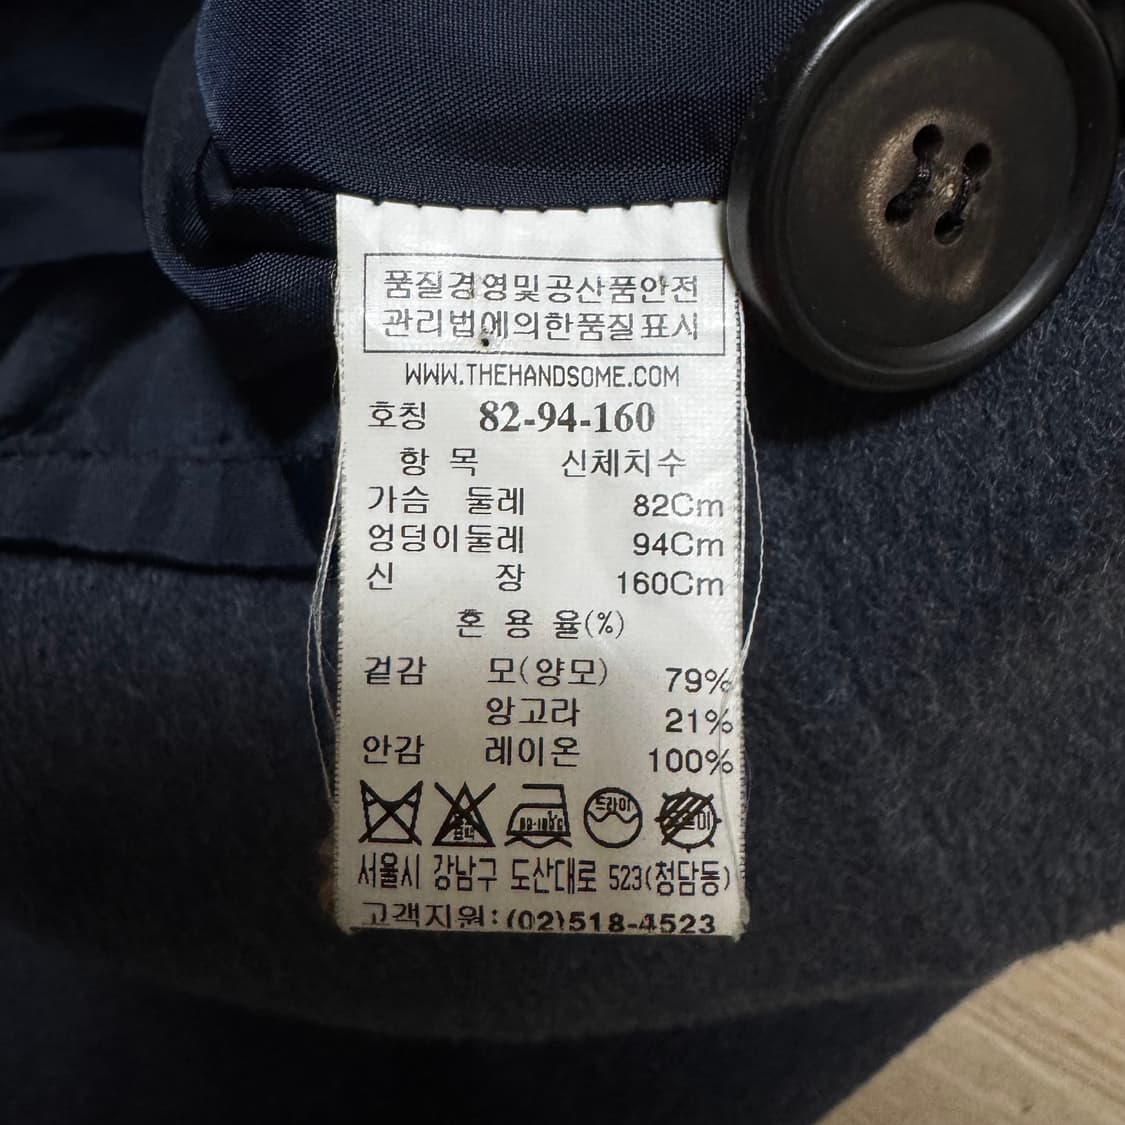 품질경영및공산품안전
관리법에의한품질표시
WWW.THEHANDSOME.COM
호칭 82-94-160
항 목 신체치수
가슴 둘레 82Cm
엉덩이둘레 94Cm
신 장 160Cm
혼 용 율(%)
겉감 모(양모) 79%
앙고라 21%
안감 레이온 100%
드라이
서울시 강남구 도산대로 523(청담동)
고객지원:(02)518-4523